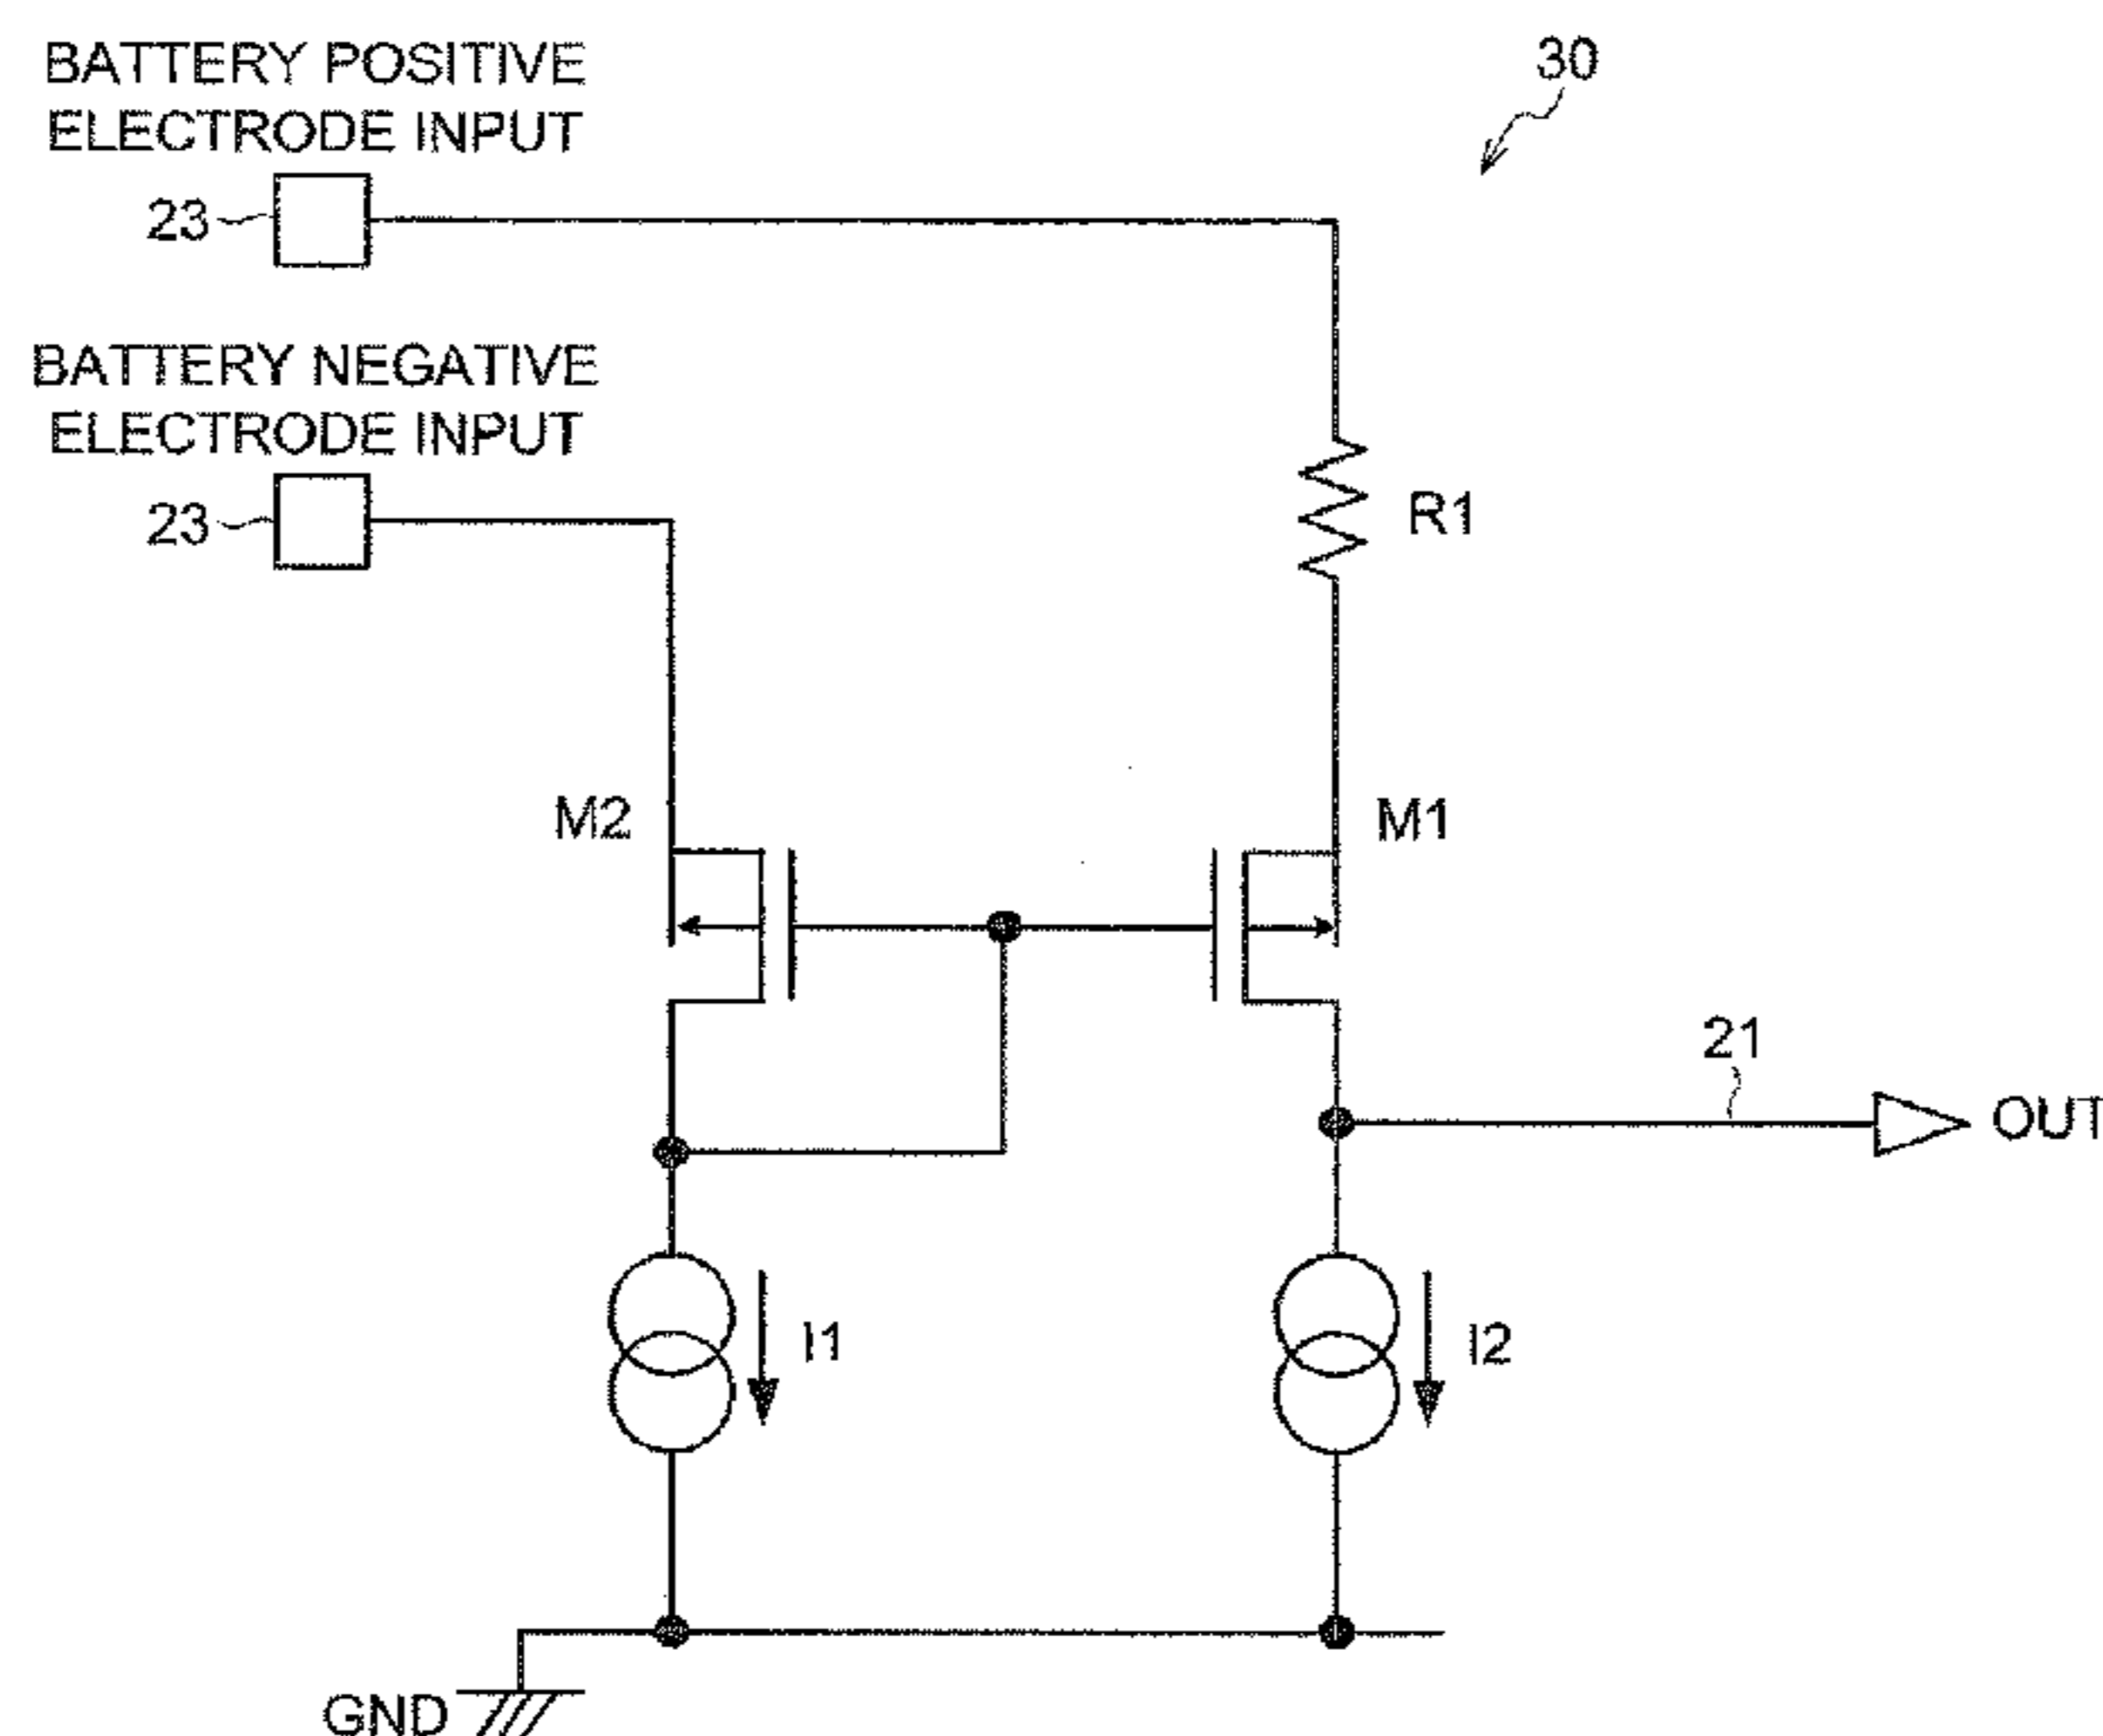 30
BATTERY POSITIVE
ELECTRODE INPUT
23
BATTERY NEGATIVE
ELECTRODE INPUT
23
R1
M2
M1
21
OUT
I1
I2
GND